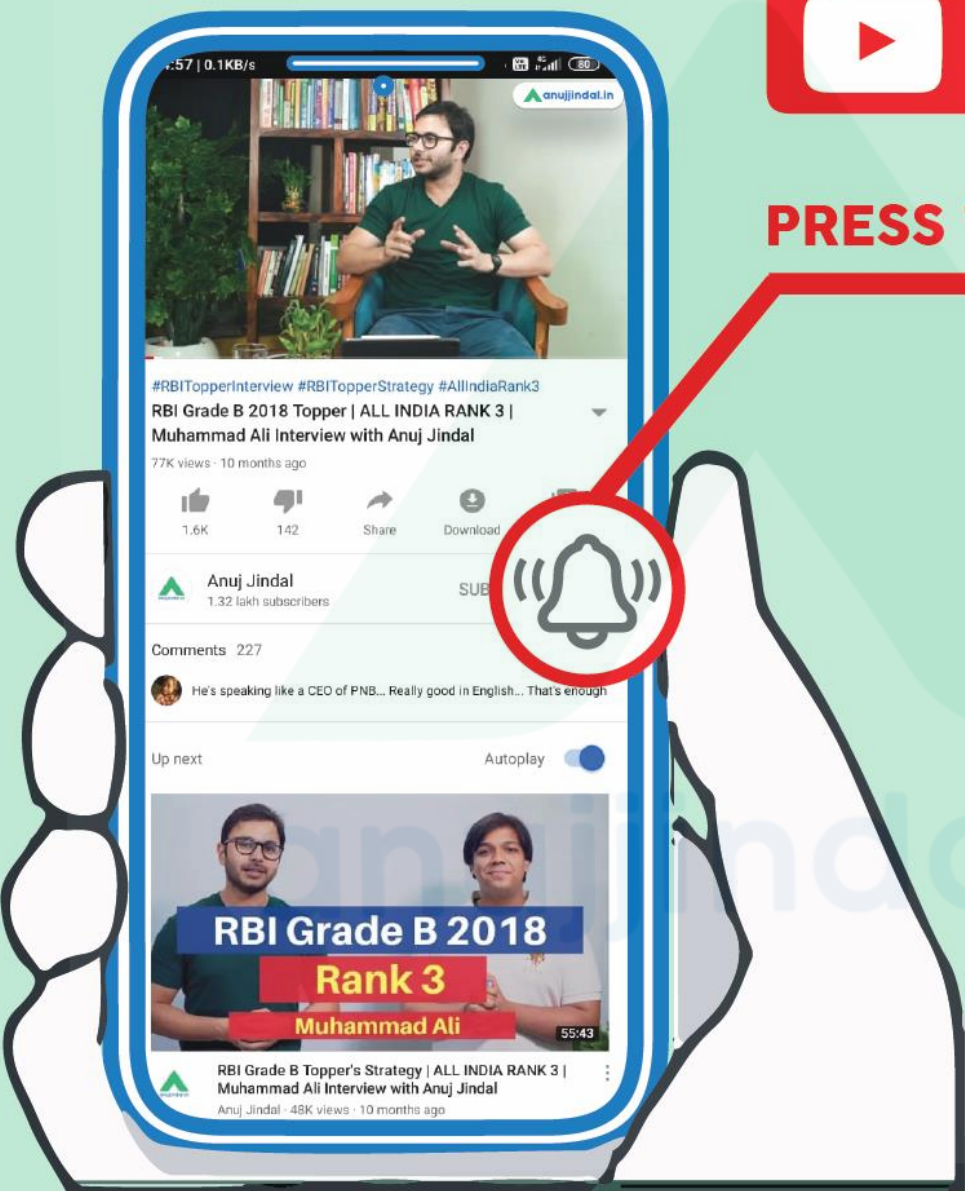 :57 | 0.1KB/s
4G
80
anujjindal.in
PRESS
#RBITopperInterview #RBITopperStrategy #AllIndiaRank3
RBI Grade B 2018 Topper | ALL INDIA RANK 3 |
Muhammad Ali Interview with Anuj Jindal
77K views · 10 months ago
1.6K 142 Share Download
Anuj Jindal
1.32 lakh subscribers
SUB
Comments 227
He's speaking like a CEO of PNB... Really good in English... That's enough
Up next Autoplay
RBI Grade B 2018
Rank 3
Muhammad Ali
55:43
RBI Grade B Topper's Strategy | ALL INDIA RANK 3 |
Muhammad Ali Interview with Anuj Jindal
Anuj Jindal · 48K views · 10 months ago
anujjinda